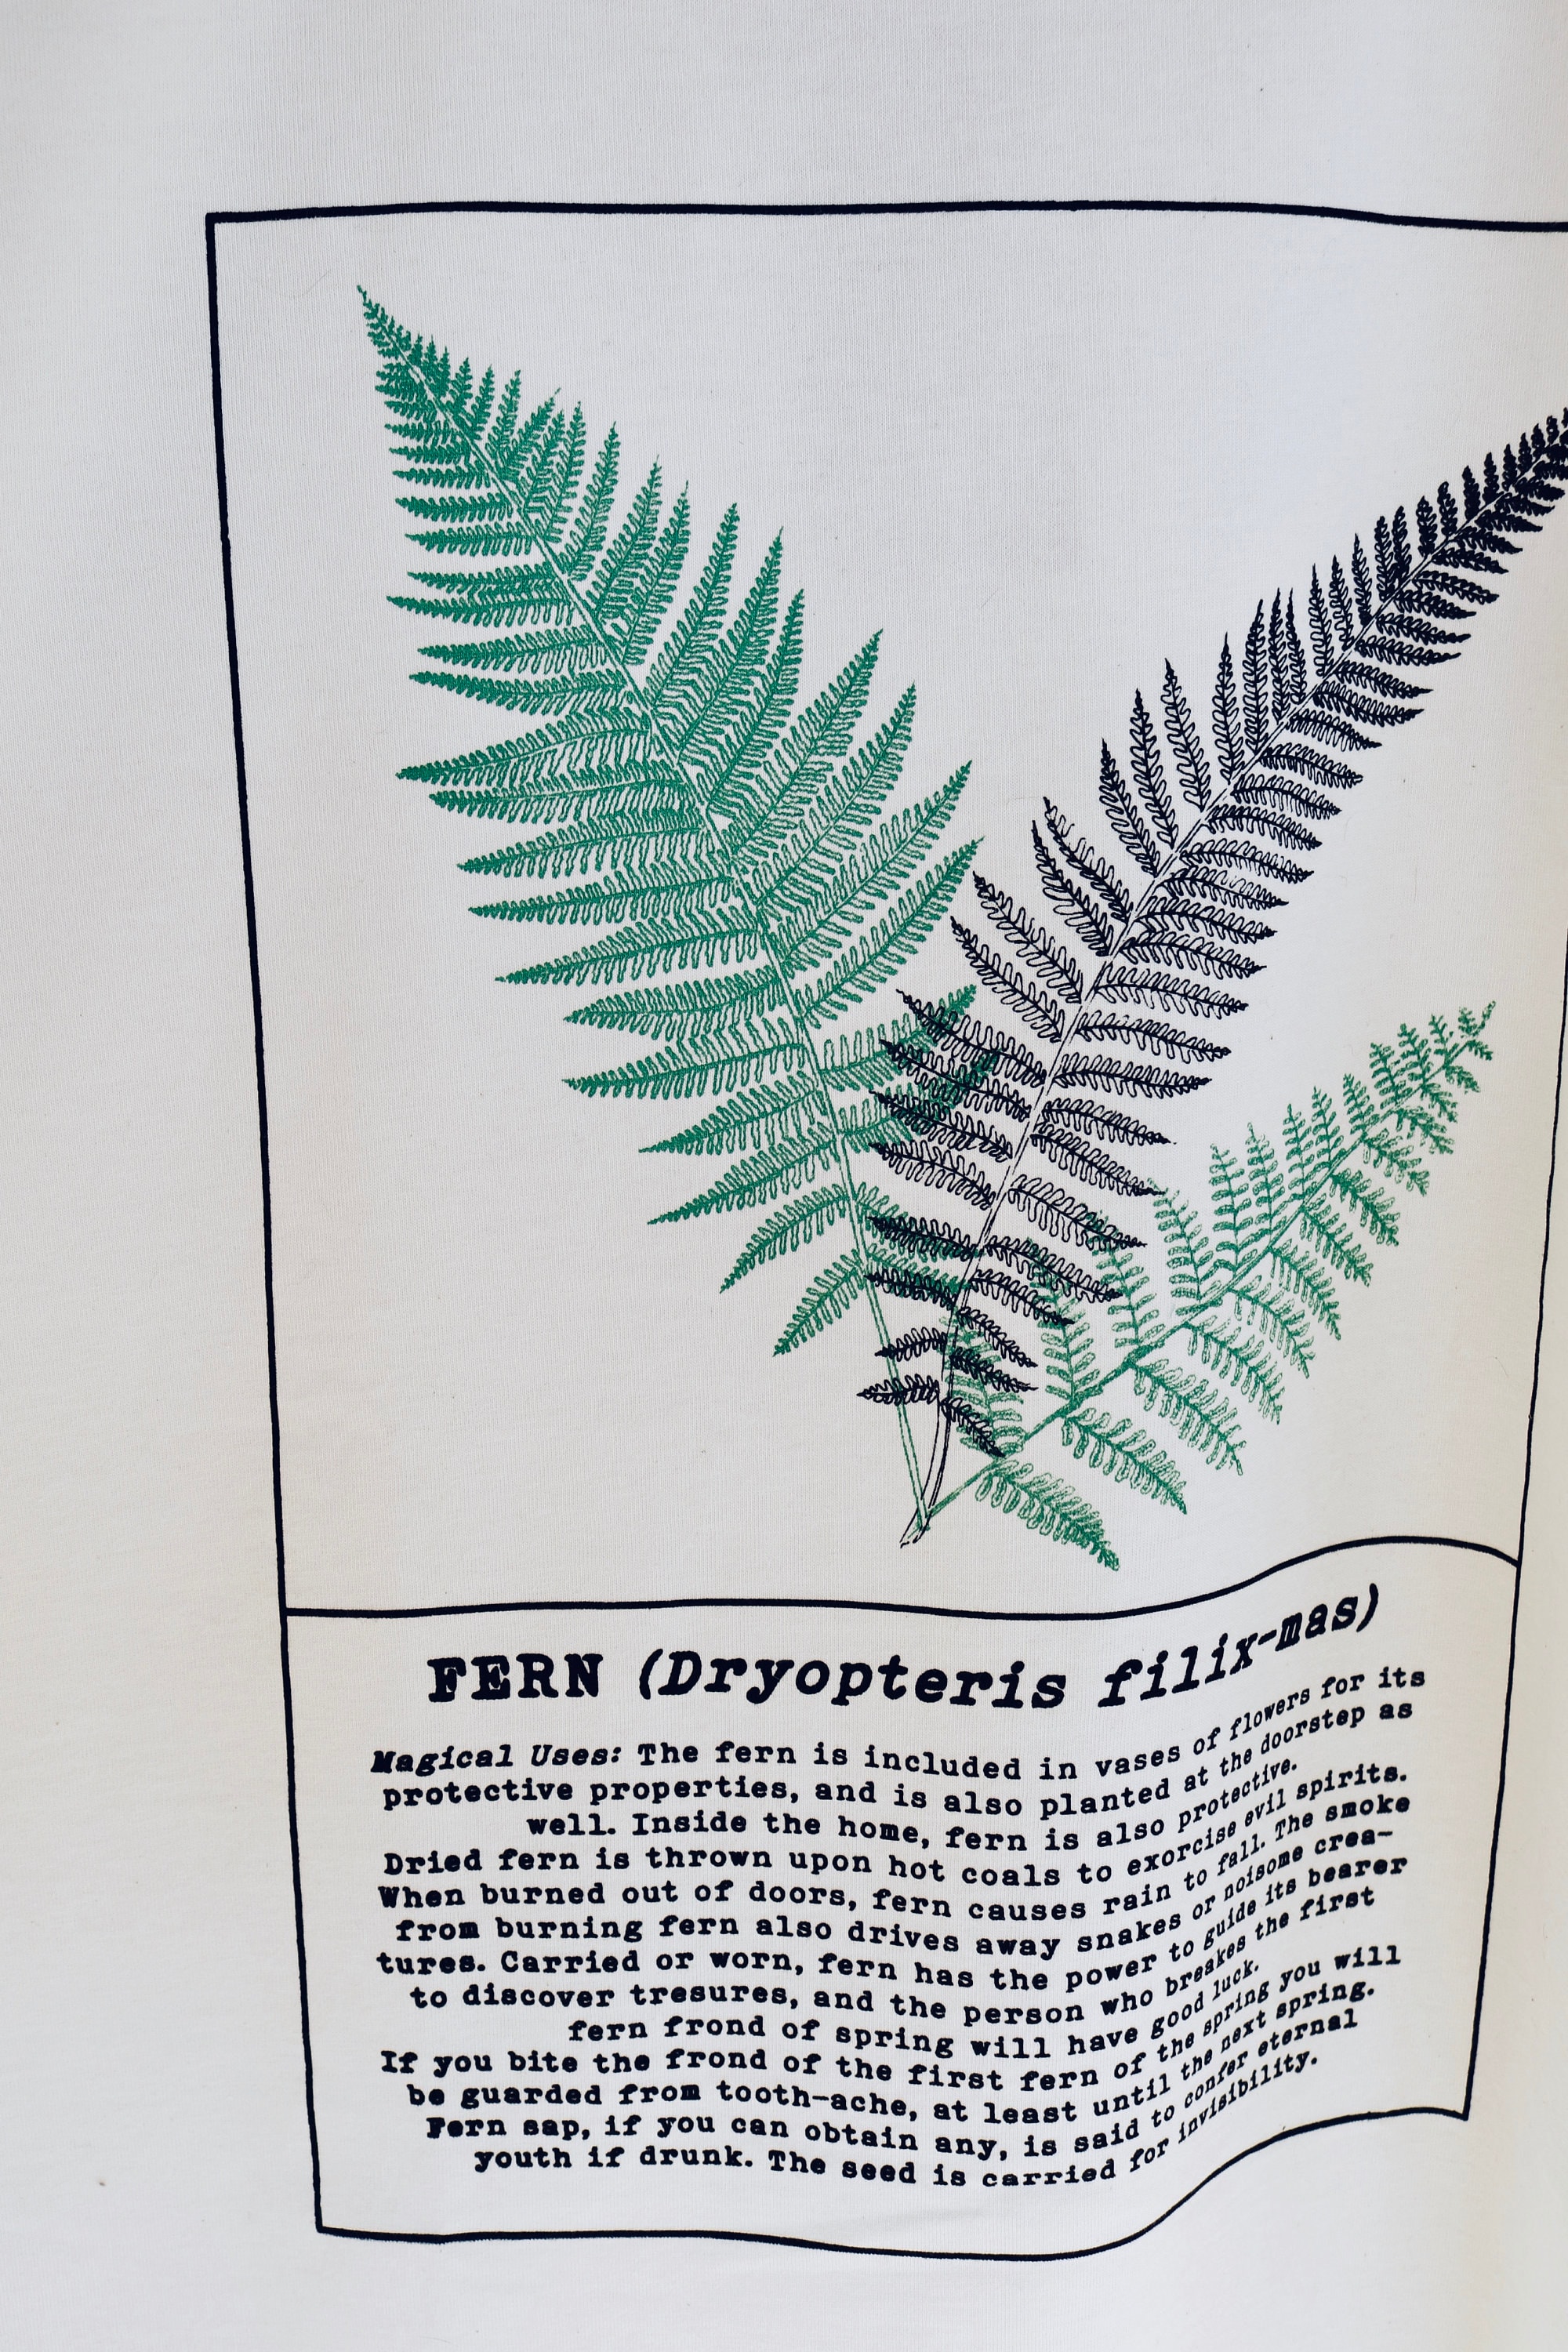 FERN (Dryopteris filix-mas)
Magical Uses: The fern is included in vases of flowers for its
protective properties, and is also planted at the doorstep as
well. Inside the home, fern is also protective.
Dried fern is thrown upon hot coals to exorcise evil spirits.
When burned out of doors, fern causes rain to fall. The smoke
from burning fern also drives away snakes or noisome crea-
tures. Carried or worn, fern has the power to guide its bearer
to discover tresures, and the person who breakes the first
fern frond of spring will have good luck.
If you bite the frond of the first fern of the spring you will
be guarded from tooth-ache, at least until the next spring.
Fern sap, if you can obtain any, is said to confer eternal
youth if drunk. The seed is carried for invisibility.